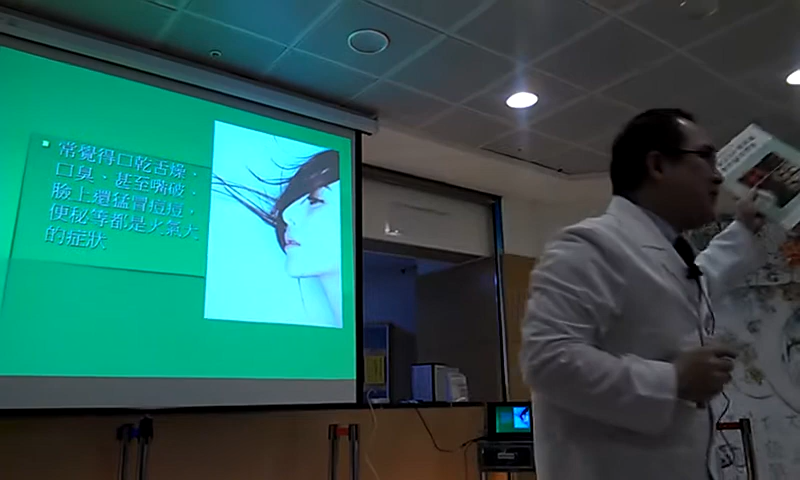 常覺得口乾舌燥、
口臭、甚至嘴破，
臉上還猛冒痘痘，
便秘等都是火氣大
的症狀